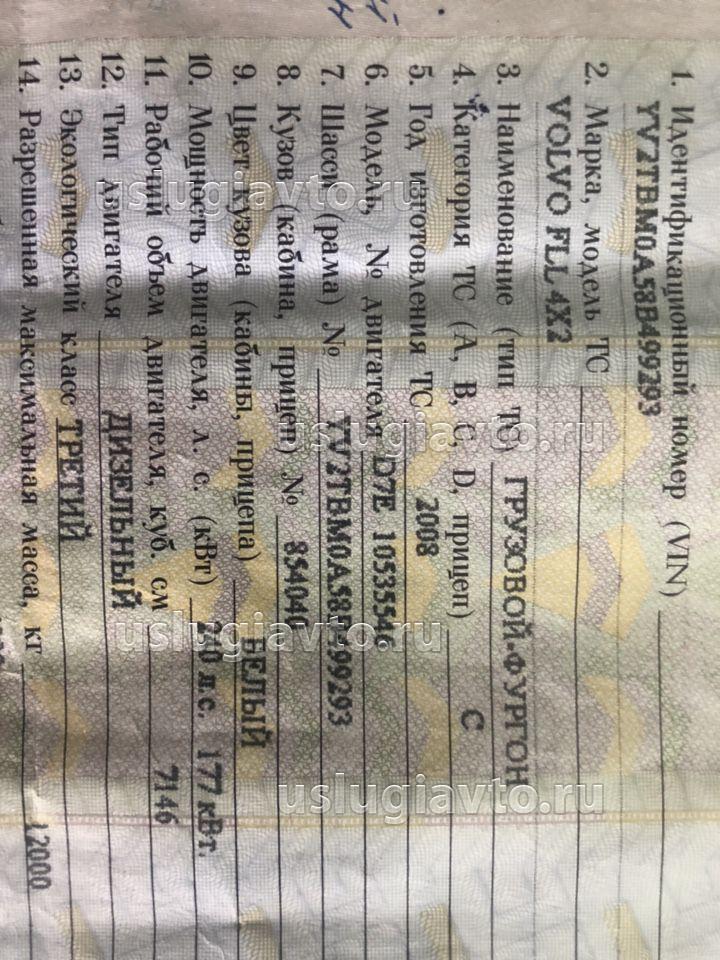 1. Идентификационный номер (VIN)
YV2TBM0A58B499293
2. Марка, модель ТС
VOLVO FLL 4X2
3. Наименование (тип ТС) ГРУЗОВОЙ-ФУРГОН
4. Категория ТС (А, В, С, D, прицеп) С
5. Год изготовления ТС 2008
6. Модель, № двигателя D7E 10535546
7. Шасси (рама) № YV2TBM0A58B499293
8. Кузов (кабина, прицеп) № 854040
9. Цвет кузова (кабины, прицепа) БЕЛЫЙ
10. Мощность двигателя, л. с. (кВт) 240 л.с. 177 кВт.
11. Рабочий объем двигателя, куб. см 7146
12. Тип двигателя ДИЗЕЛЬНЫЙ
13. Экологический класс ТРЕТИЙ
14. Разрешенная максимальная масса, кг 12000
uslugiavto.ru
uslugiavto.ru
uslugiavto.ru
uslugiavto.ru